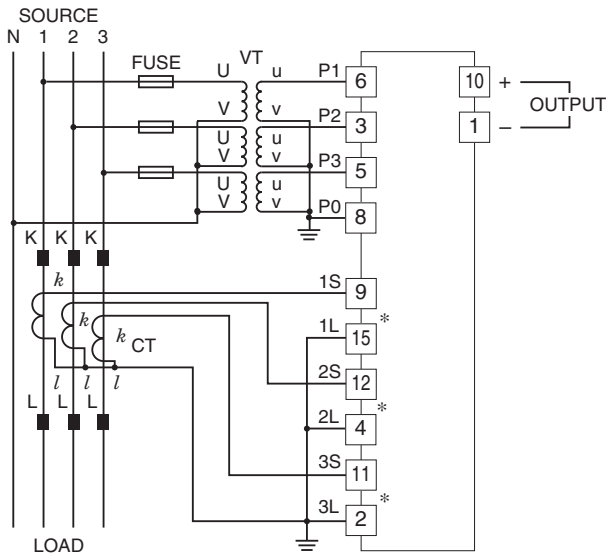 SOURCE
N 1 2 3
FUSE
VT
U u P1 6
10 +
OUTPUT
V v P2 3
1 –
U u
V v P3 5
U u
V v P0 8
K K K
k 1S 9
k 1L 15 *
k CT
l l l 2S 12
L L L
2L 4 *
3S 11
3L 2 *
LOAD